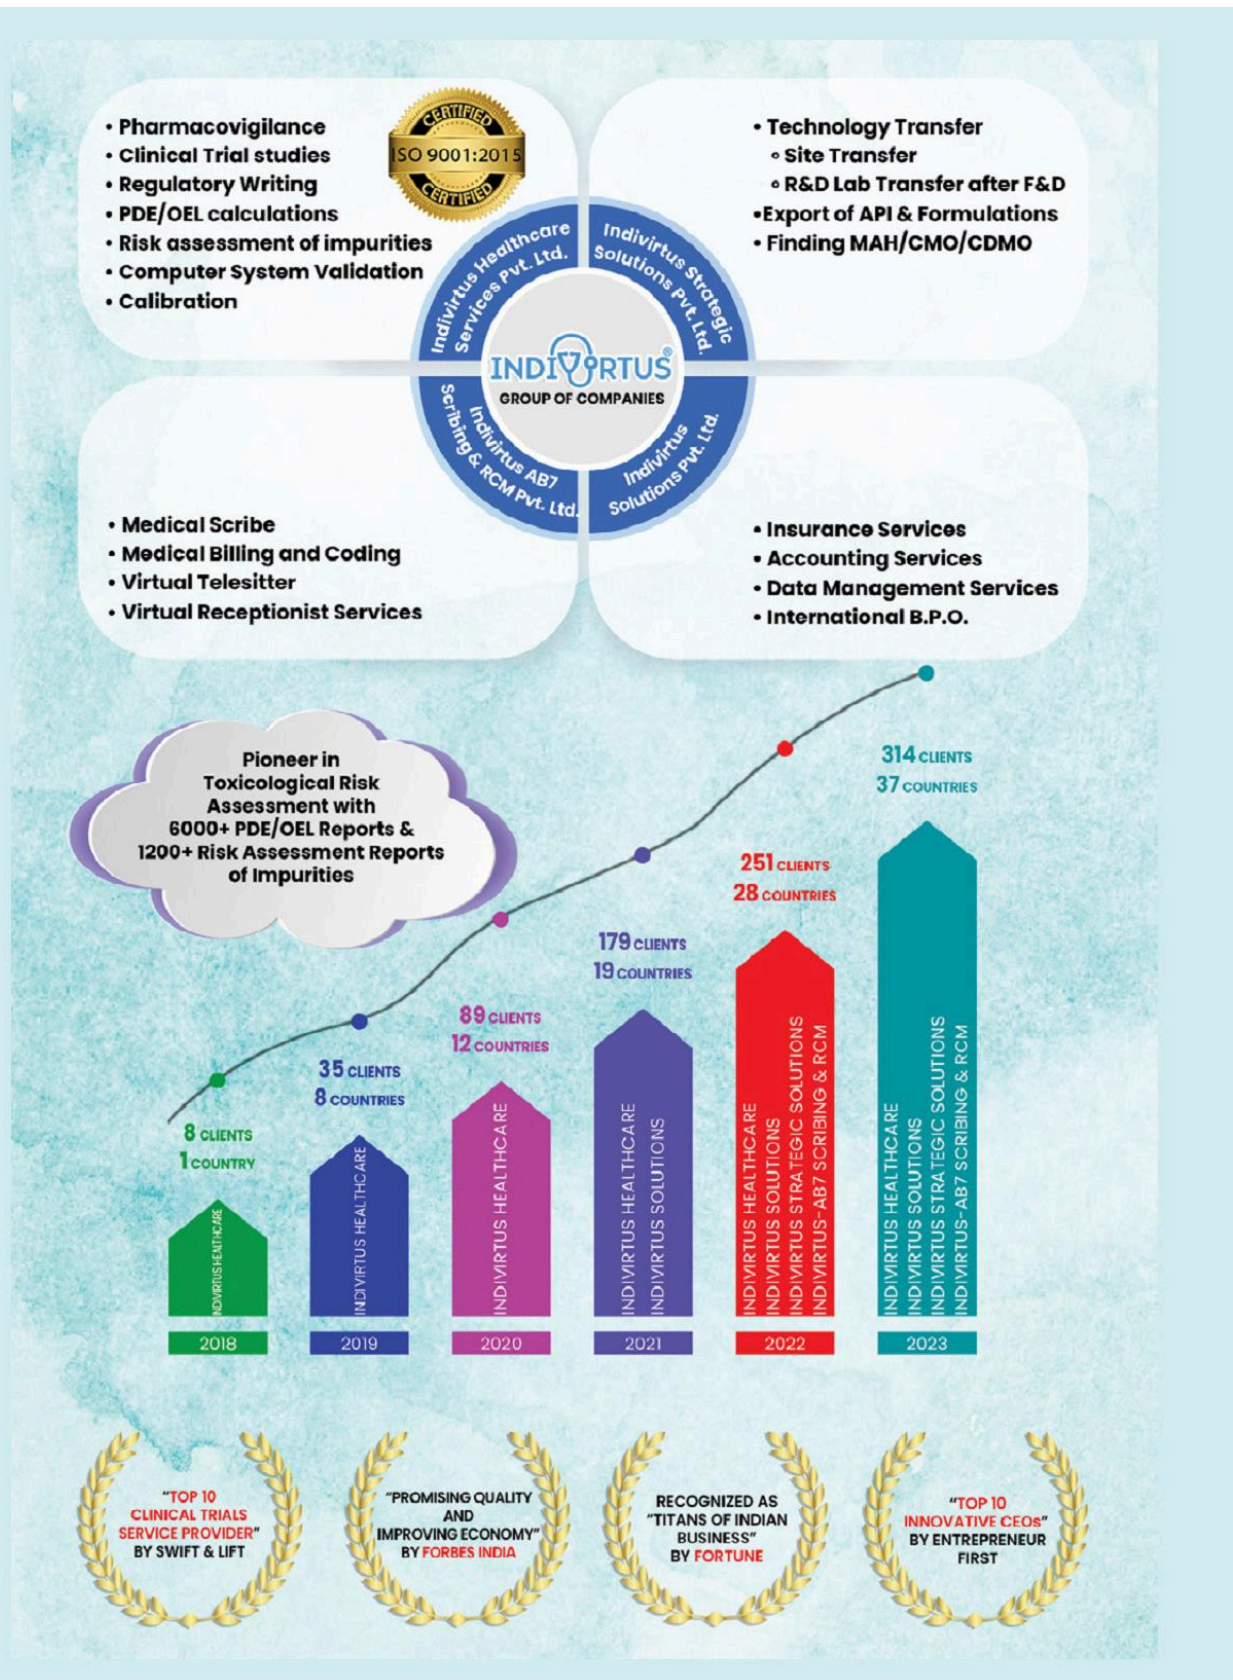 • Pharmacovigilance
• Clinical Trial studies
• Regulatory Writing
• PDE/OEL calculations
• Risk assessment of impurities
• Computer System Validation
• Calibration
CERTIFIED
ISO 9001:2015
CERTIFIED
• Technology Transfer
∘ Site Transfer
∘ R&D Lab Transfer after F&D
•Export of API & Formulations
• Finding MAH/CMO/CDMO
Indivirtus Healthcare
Services Pvt. Ltd.
Indivirtus Strategic
Solutions Pvt. Ltd.
INDIVIRTUS®
GROUP OF COMPANIES
Indivirtus AB7
Scribing & RCM Pvt. Ltd.
Indivirtus
Solutions Pvt. Ltd.
• Medical Scribe
• Medical Billing and Coding
• Virtual Telesitter
• Virtual Receptionist Services
• Insurance Services
• Accounting Services
• Data Management Services
• International B.P.O.
Pioneer in
Toxicological Risk
Assessment with
6000+ PDE/OEL Reports &
1200+ Risk Assessment Reports
of Impurities
8 CLIENTS
1 COUNTRY
INDIVIRTUS HEALTHCARE
2018
35 CLIENTS
8 COUNTRIES
INDIVIRTUS HEALTHCARE
2019
89 CLIENTS
12 COUNTRIES
INDIVIRTUS HEALTHCARE
2020
179 CLIENTS
19 COUNTRIES
INDIVIRTUS HEALTHCARE
INDIVIRTUS SOLUTIONS
2021
251 CLIENTS
28 COUNTRIES
INDIVIRTUS HEALTHCARE
INDIVIRTUS SOLUTIONS
INDIVIRTUS STRATEGIC SOLUTIONS
INDIVIRTUS-AB7 SCRIBING & RCM
2022
314 CLIENTS
37 COUNTRIES
INDIVIRTUS HEALTHCARE
INDIVIRTUS SOLUTIONS
INDIVIRTUS STRATEGIC SOLUTIONS
INDIVIRTUS-AB7 SCRIBING & RCM
2023
"TOP 10
CLINICAL TRIALS
SERVICE PROVIDER"
BY SWIFT & LIFT
"PROMISING QUALITY
AND
IMPROVING ECONOMY"
BY FORBES INDIA
RECOGNIZED AS
"TITANS OF INDIAN
BUSINESS"
BY FORTUNE
"TOP 10
INNOVATIVE CEOs"
BY ENTREPRENEUR
FIRST